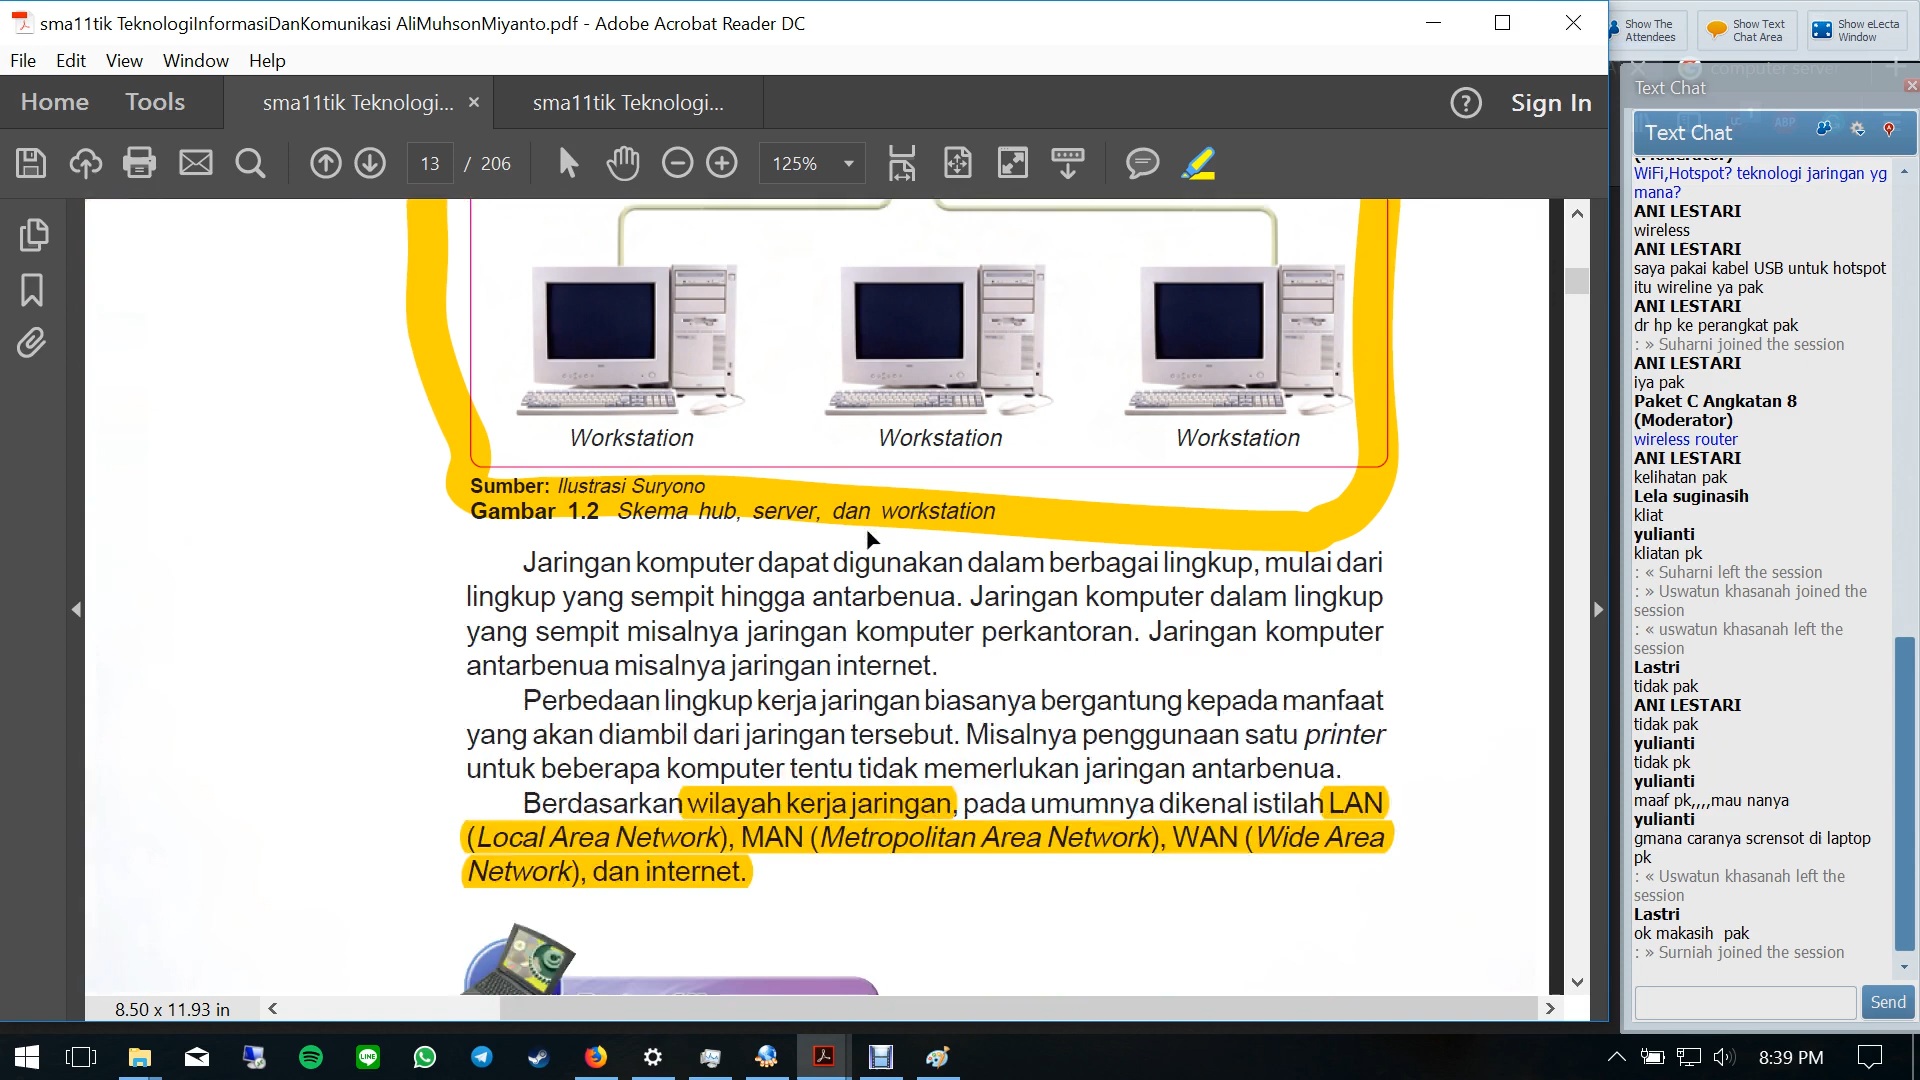 sma11tik TeknologiInformasiDanKomunikasi AliMuhsonMiyanto.pdf - Adobe Acrobat Reader DC
File Edit View Window Help
Home Tools sma11tik Teknologi... × sma11tik Teknologi... Sign In
13 / 206 125%
Workstation Workstation Workstation
Sumber: Ilustrasi Suryono
Gambar 1.2 Skema hub, server, dan workstation
Jaringan komputer dapat digunakan dalam berbagai lingkup, mulai dari
lingkup yang sempit hingga antarbenua. Jaringan komputer dalam lingkup
yang sempit misalnya jaringan komputer perkantoran. Jaringan komputer
antarbenua misalnya jaringan internet.
Perbedaan lingkup kerja jaringan biasanya bergantung kepada manfaat
yang akan diambil dari jaringan tersebut. Misalnya penggunaan satu printer
untuk beberapa komputer tentu tidak memerlukan jaringan antarbenua.
Berdasarkan wilayah kerja jaringan, pada umumnya dikenal istilah LAN
(Local Area Network), MAN (Metropolitan Area Network), WAN (Wide Area
Network), dan internet.
8.50 x 11.93 in
Show The
Attendees
Show Text
Chat Area
Show eLecta
Window
computer server
Text Chat
Text Chat
(Moderator)
WiFi,Hotspot? teknologi jaringan yg
mana?
ANI LESTARI
wireless
ANI LESTARI
saya pakai kabel USB untuk hotspot
itu wireline ya pak
ANI LESTARI
dr hp ke perangkat pak
: » Suharni joined the session
ANI LESTARI
iya pak
Paket C Angkatan 8
(Moderator)
wireless router
ANI LESTARI
kelihatan pak
Lela suginasih
kliat
yulianti
kliatan pk
: « Suharni left the session
: » Uswatun khasanah joined the
session
: « uswatun khasanah left the
session
Lastri
tidak pak
ANI LESTARI
tidak pak
yulianti
tidak pk
yulianti
maaf pk,,,,mau nanya
yulianti
gmana caranya scrensot di laptop
pk
: « Uswatun khasanah left the
session
Lastri
ok makasih pak
: » Surniah joined the session
Send
8:39 PM